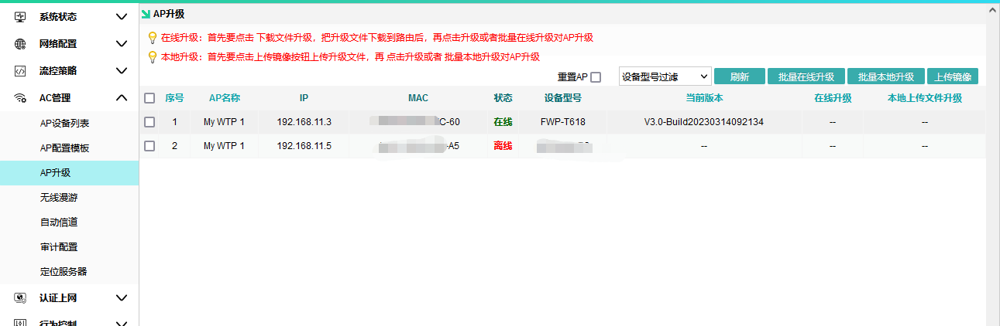 系统状态
网络配置
流控策略
AC管理
AP设备列表
AP配置模板
AP升级
无线漫游
自动信道
审计配置
定位服务器
认证上网
行为控制
AP升级
在线升级：首先要点击 下载文件升级，把升级文件下载到路由后，再点击升级或者批量在线升级对AP升级
本地升级：首先要点击上传镜像按钮上传升级文件，再 点击升级或者 批量本地升级对AP升级
重置AP 设备型号过滤 刷新 批量在线升级 批量本地升级 上传镜像
序号 AP名称 IP MAC 状态 设备型号 当前版本 在线升级 本地上传文件升级
1 My WTP 1 192.168.11.3 C-60 在线 FWP-T618 V3.0-Build20230314092134 -- --
2 My WTP 1 192.168.11.5 -A5 离线 -- -- --